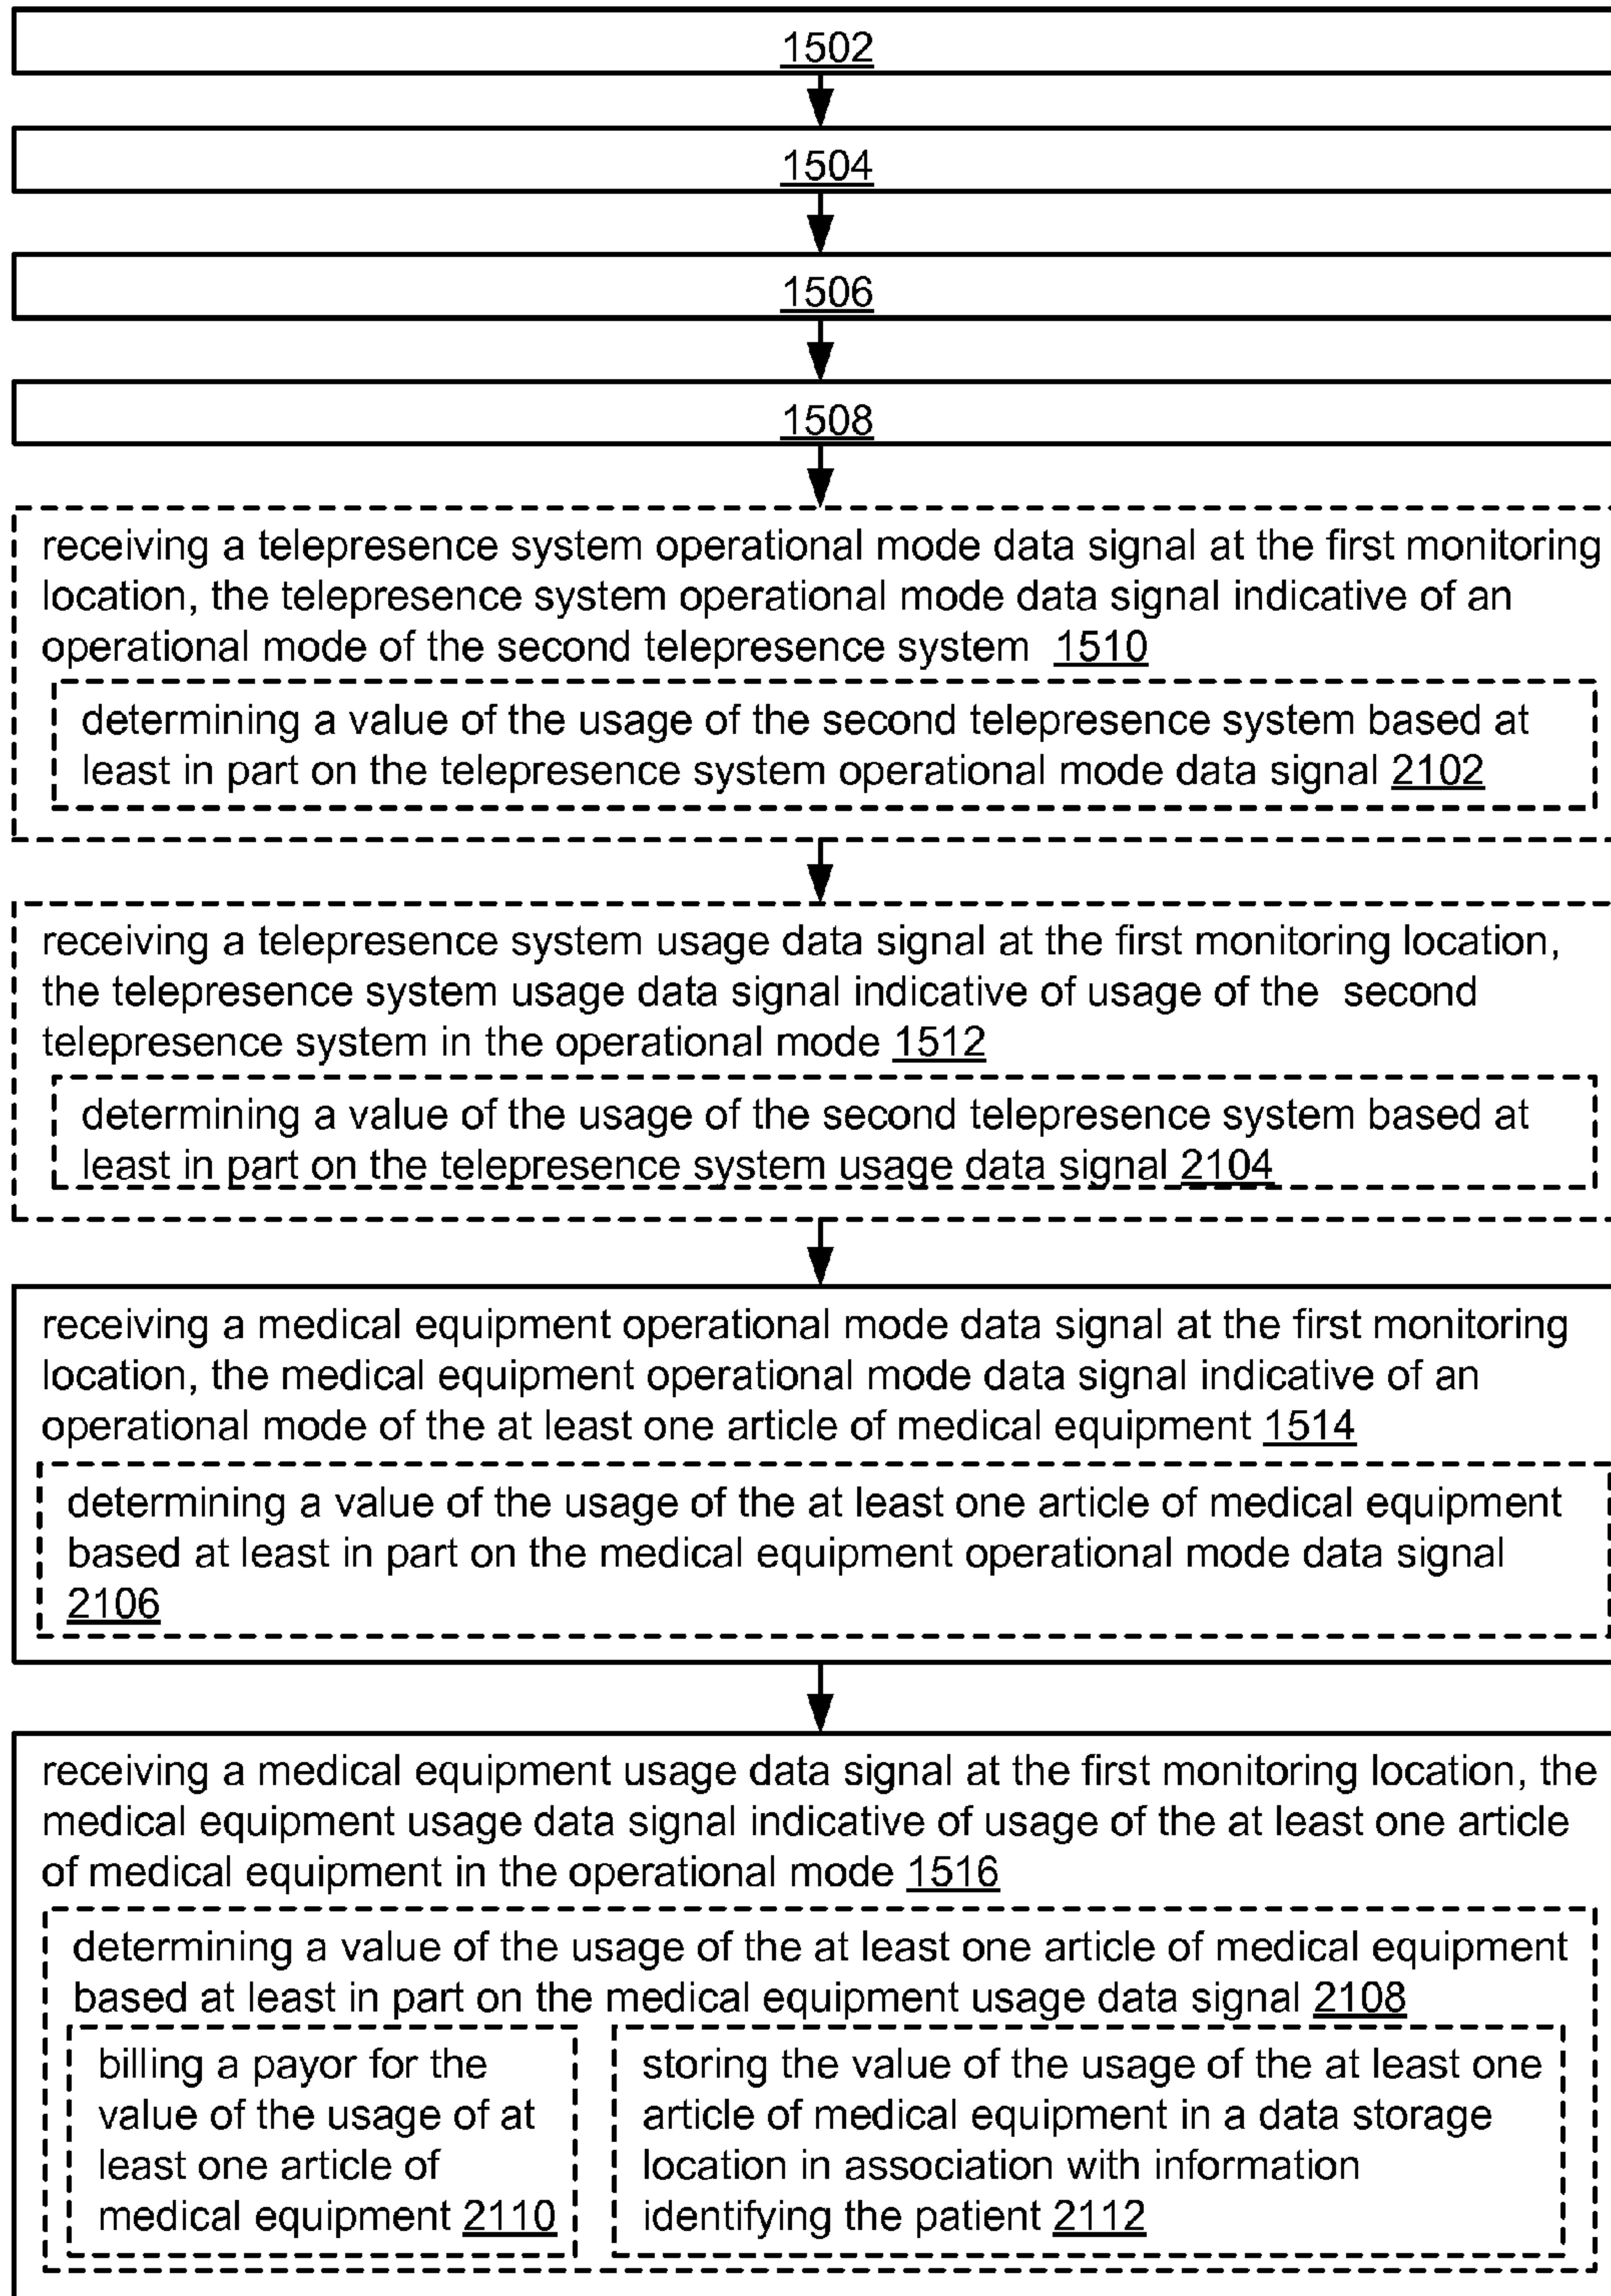 1502
1504
1506
1508
receiving a telepresence system operational mode data signal at the first monitoring
location, the telepresence system operational mode data signal indicative of an
operational mode of the second telepresence system 1510
determining a value of the usage of the second telepresence system based at
least in part on the telepresence system operational mode data signal 2102
receiving a telepresence system usage data signal at the first monitoring location,
the telepresence system usage data signal indicative of usage of the second
telepresence system in the operational mode 1512
determining a value of the usage of the second telepresence system based at
least in part on the telepresence system usage data signal 2104
receiving a medical equipment operational mode data signal at the first monitoring
location, the medical equipment operational mode data signal indicative of an
operational mode of the at least one article of medical equipment 1514
determining a value of the usage of the at least one article of medical equipment
based at least in part on the medical equipment operational mode data signal
2106
receiving a medical equipment usage data signal at the first monitoring location, the
medical equipment usage data signal indicative of usage of the at least one article
of medical equipment in the operational mode 1516
determining a value of the usage of the at least one article of medical equipment
based at least in part on the medical equipment usage data signal 2108
billing a payor for the
value of the usage of at
least one article of
medical equipment 2110
storing the value of the usage of the at least one
article of medical equipment in a data storage
location in association with information
identifying the patient 2112